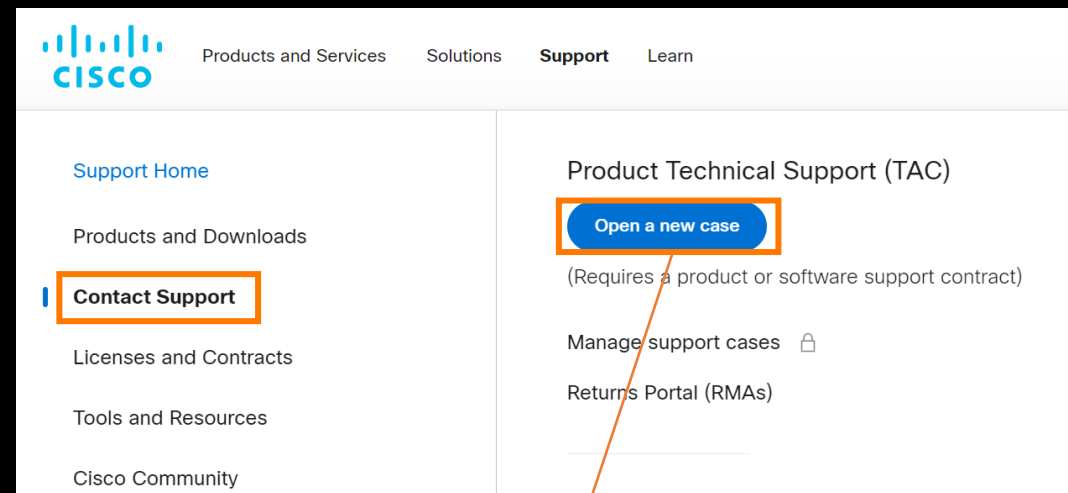 CISCO
Products and Services Solutions Support Learn
Support Home
Products and Downloads
Contact Support
Licenses and Contracts
Tools and Resources
Cisco Community
Product Technical Support (TAC)
Open a new case
(Requires a product or software support contract)
Manage support cases
Returns Portal (RMAs)